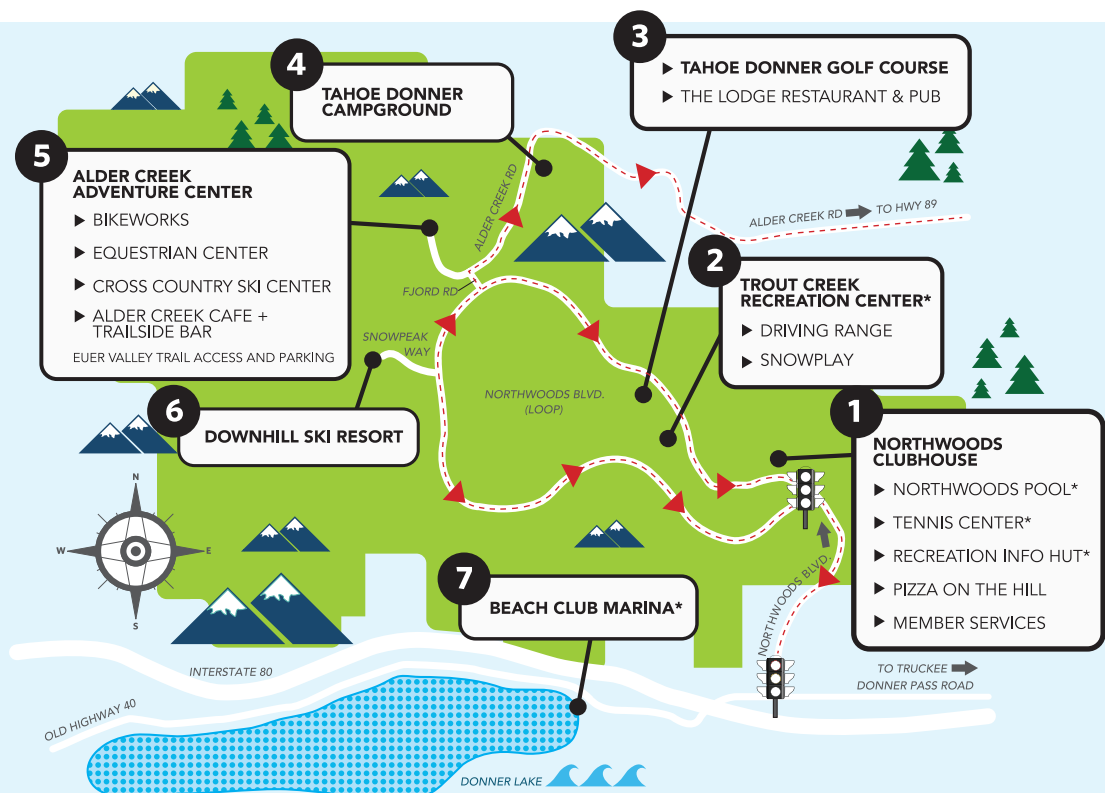 3
▶ TAHOE DONNER GOLF COURSE
▶ THE LODGE RESTAURANT & PUB
4
TAHOE DONNER
CAMPGROUND
5
ALDER CREEK
ADVENTURE CENTER
▶ BIKEWORKS
▶ EQUESTRIAN CENTER
▶ CROSS COUNTRY SKI CENTER
▶ ALDER CREEK CAFE +
TRAILSIDE BAR
EUER VALLEY TRAIL ACCESS AND PARKING
ALDER CREEK RD
ALDER CREEK RD ➡ TO HWY 89
2
TROUT CREEK
RECREATION CENTER*
▶ DRIVING RANGE
▶ SNOWPLAY
FJORD RD
SNOWPEAK
WAY
NORTHWOODS BLVD.
(LOOP)
6
DOWNHILL SKI RESORT
1
NORTHWOODS
CLUBHOUSE
▶ NORTHWOODS POOL*
▶ TENNIS CENTER*
▶ RECREATION INFO HUT*
▶ PIZZA ON THE HILL
▶ MEMBER SERVICES
N
W
E
S
NORTHWOODS BLVD.
7
BEACH CLUB MARINA*
INTERSTATE 80
TO TRUCKEE ➡
DONNER PASS ROAD
OLD HIGHWAY 40
DONNER LAKE